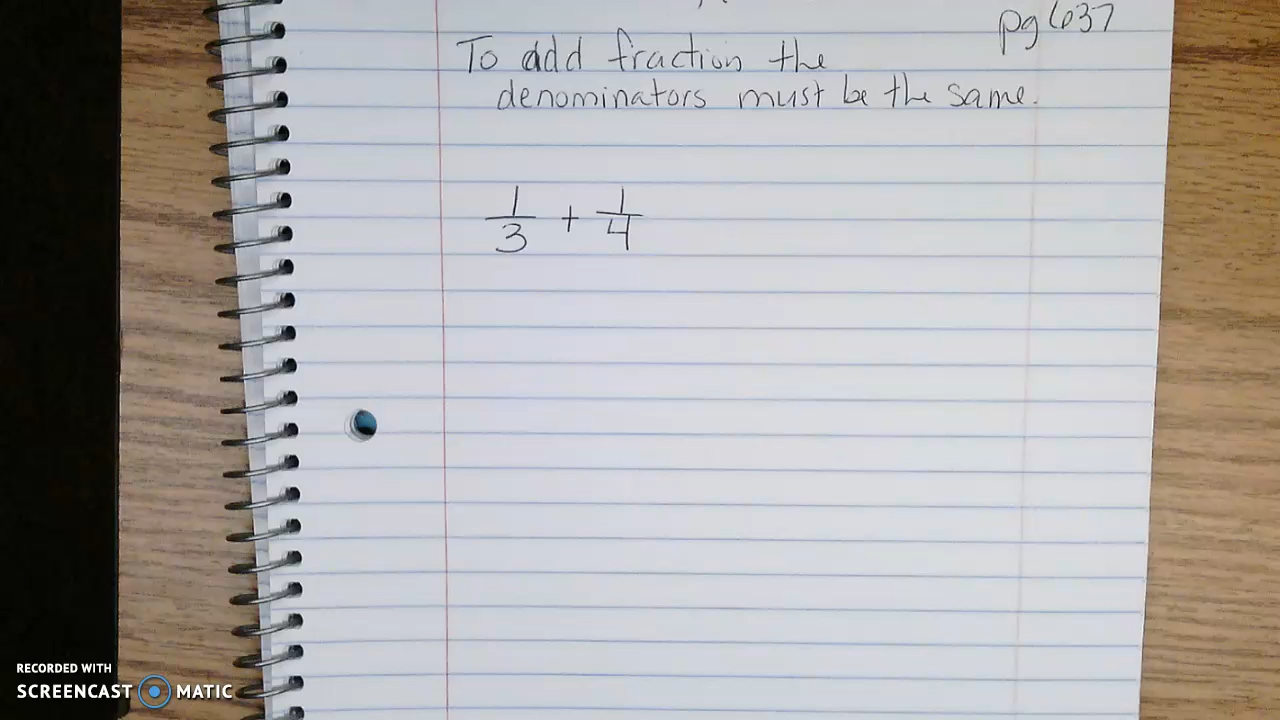 pg 637
To add fraction the
denominators must be the same.
1/3 + 1/4
RECORDED WITH
SCREENCAST MATIC